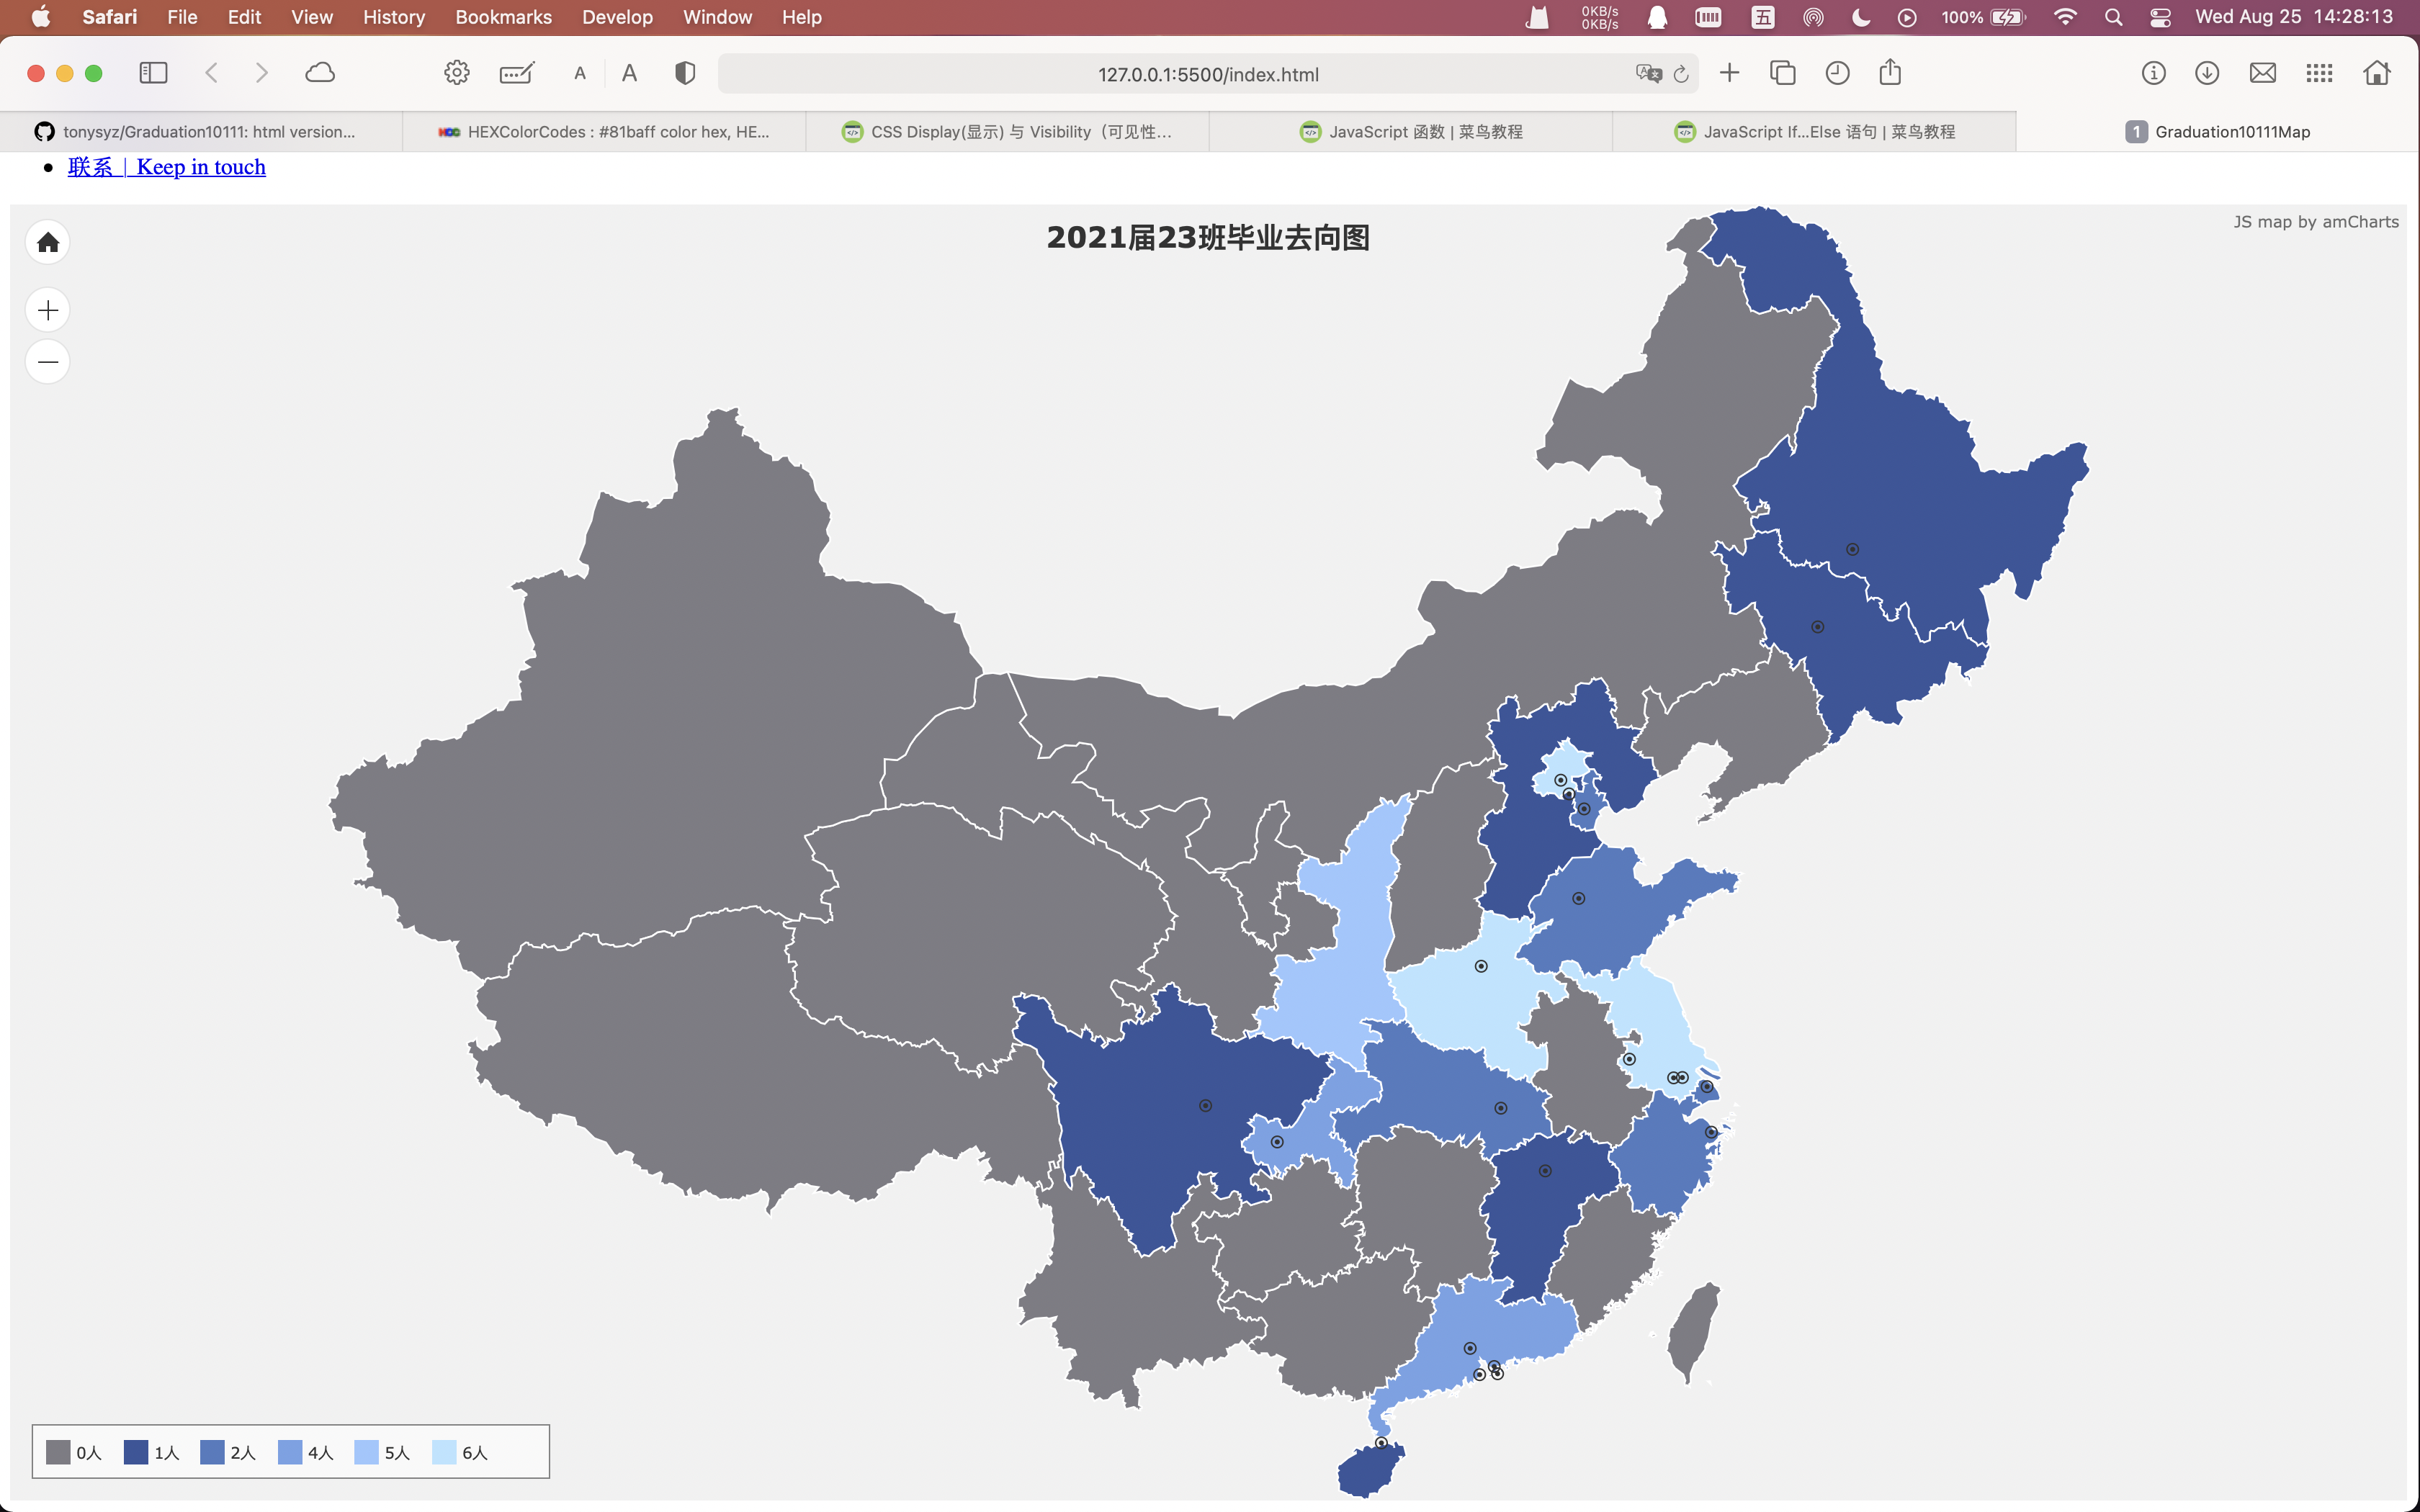 Safari File Edit View History Bookmarks Develop Window Help
0KB/s
0KB/s
五
100%
Wed Aug 25 14:28:13
A A
127.0.0.1:5500/index.html
tonysyz/Graduation10111: html version...
HEXColorCodes : #81baff color hex, HE...
CSS Display(显示) 与 Visibility（可见性...
JavaScript 函数 | 菜鸟教程
JavaScript If...Else 语句 | 菜鸟教程
1 Graduation10111Map
联系 | Keep in touch
2021届23班毕业去向图
JS map by amCharts
0人 1人 2人 4人 5人 6人